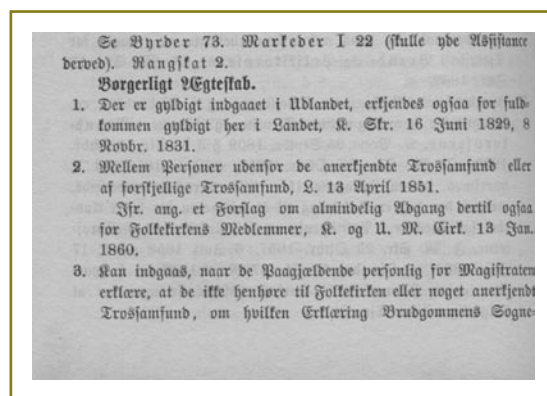 Se Byrder 73. Markeder I 22 (skulle yde Assistance
derved). Rangskat 2.
Borgerligt Ægteskab.
1. Der er gyldigt indgaaet i Udlandet, erkjendes ogsaa for fuld-
kommen gyldigt her i Landet, K. Skr. 16 Juni 1829, 8
Novbr. 1831.
2. Mellem Personer udenfor de anerkjendte Trossamfund eller
af forskjellige Trossamfund, L. 13 April 1851.
Jfr. ang. et Forslag om almindelig Adgang dertil ogsaa
for Folkekirkens Medlemmer, K. og U. M. Cirk. 13 Jan.
1860.
3. Kan indgaas, naar de Paagjældende personlig for Magistraten
erklære, at de ikke henhøre til Folkekirken eller noget anerkjendt
Trossamfund, om hvilken Erklæring Brudgommens Sogne-